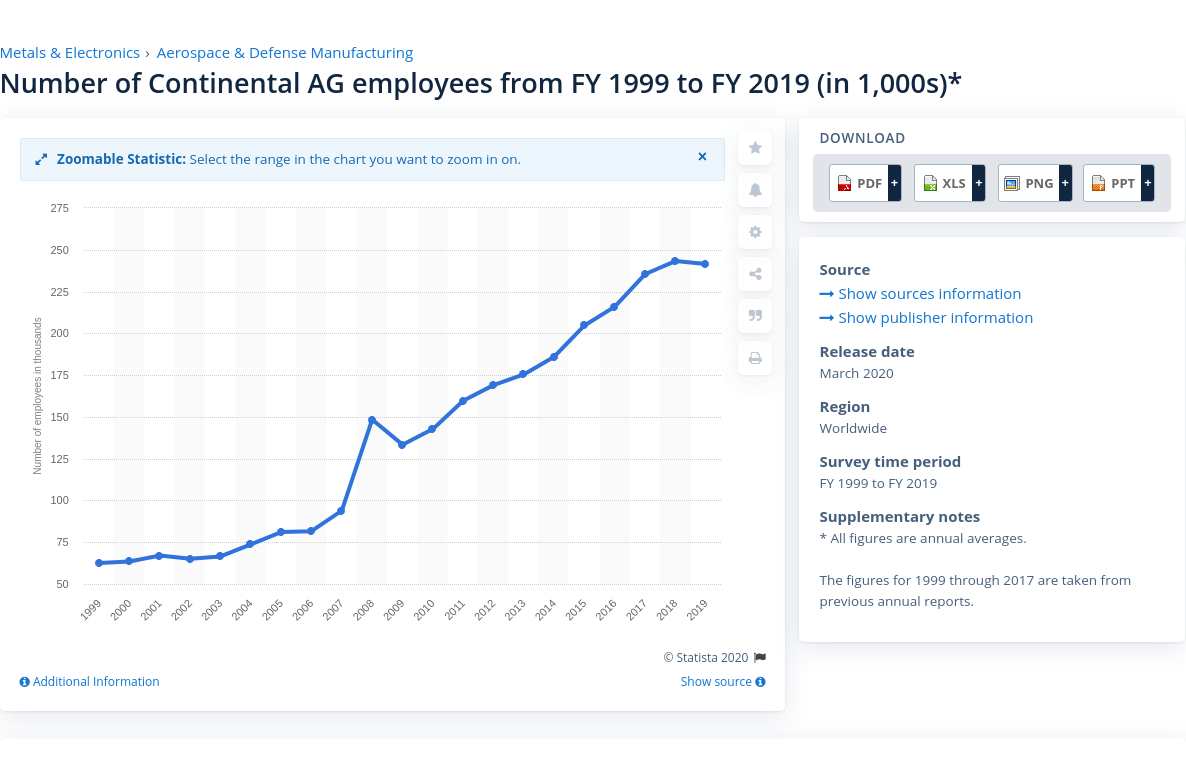 Metals & Electronics › Aerospace & Defense Manufacturing
Number of Continental AG employees from FY 1999 to FY 2019 (in 1,000s)*
Zoomable Statistic: Select the range in the chart you want to zoom in on. ×
275
250
225
200
175
150
125
100
75
50
Number of employees in thousands
1999 2000 2001 2002 2003 2004 2005 2006 2007 2008 2009 2010 2011 2012 2013 2014 2015 2016 2017 2018 2019
© Statista 2020
Additional Information
Show source
DOWNLOAD
PDF + XLS + PNG + PPT +
Source
Show sources information
Show publisher information
Release date
March 2020
Region
Worldwide
Survey time period
FY 1999 to FY 2019
Supplementary notes
* All figures are annual averages.
The figures for 1999 through 2017 are taken from
previous annual reports.